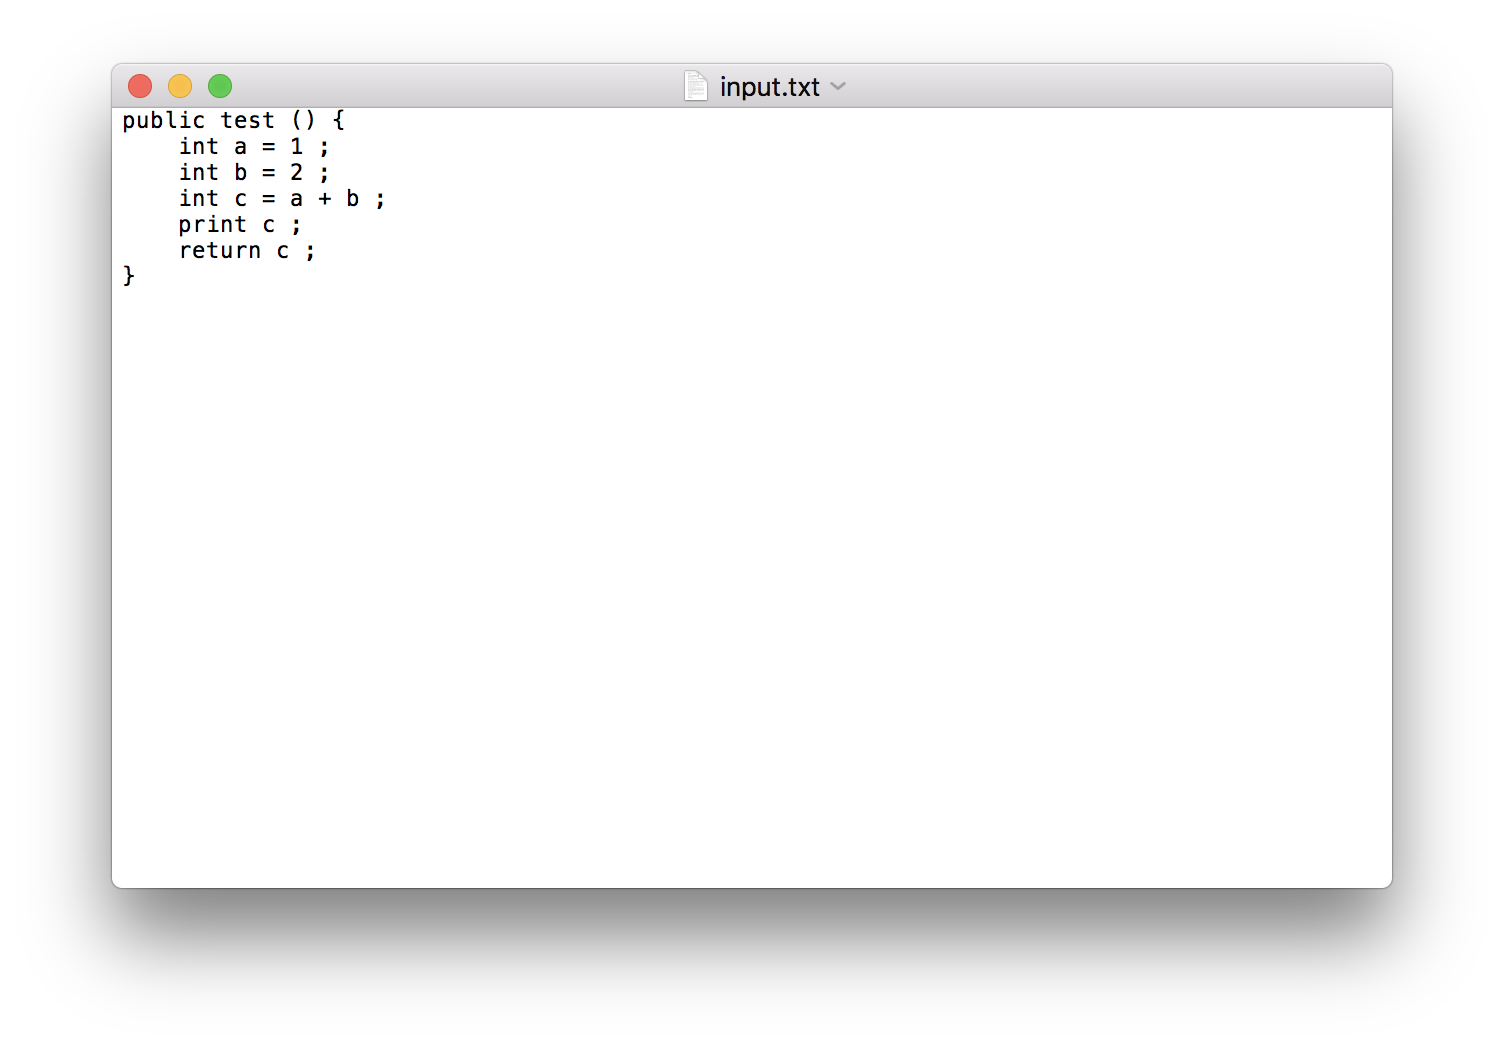 input.txt
public test () {
    int a = 1 ;
    int b = 2 ;
    int c = a + b ;
    print c ;
    return c ;
}